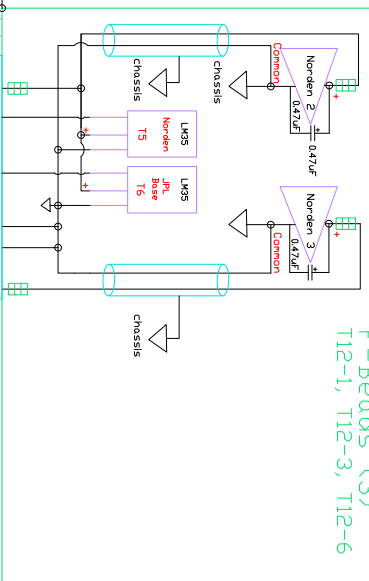 Norden 2
Common
+
0.47uF
+
0.47uF
chassis
chassis
LM35
Norden
T5
+
LM35
JPL
Base
T6
+
Norden 3
Common
+
0.47uF
+
chassis
T12-1, T12-3, T12-6